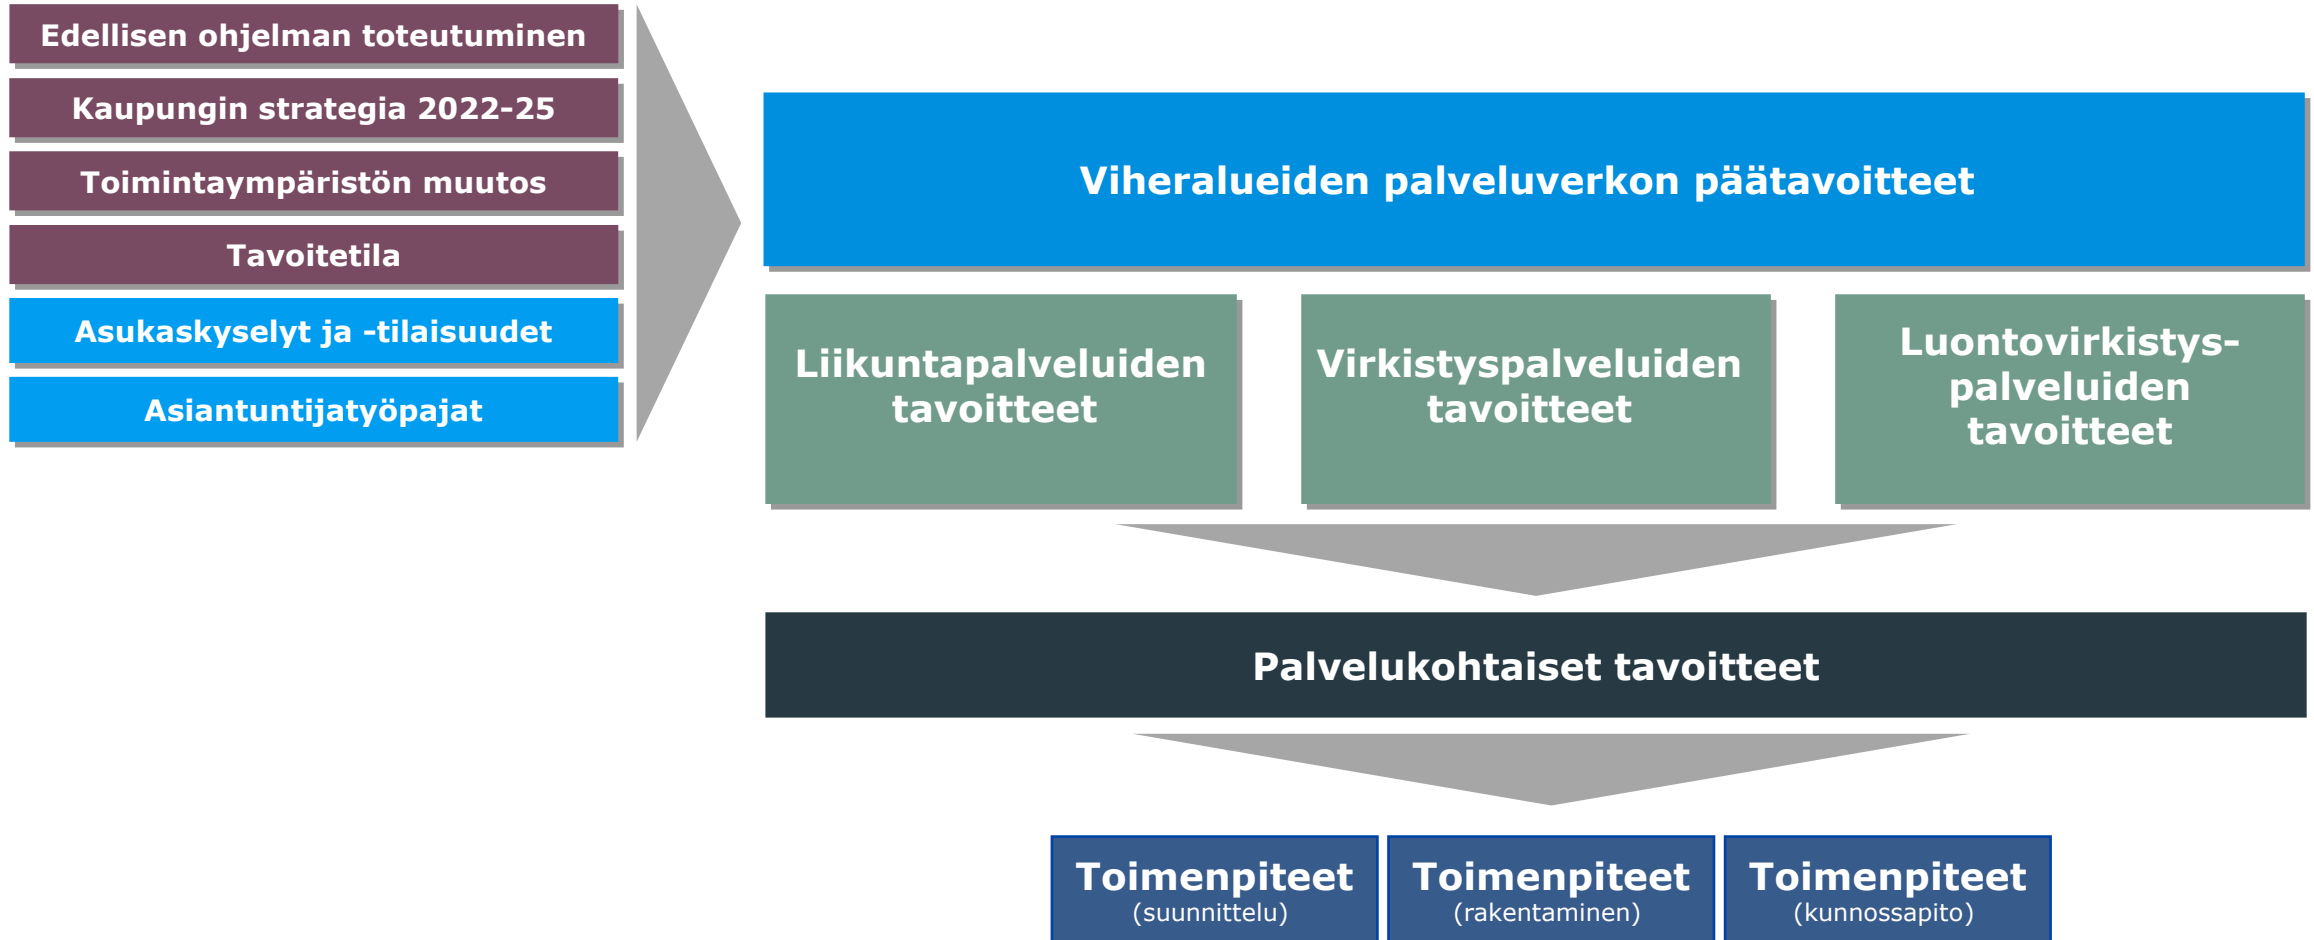 Edellisen ohjelman toteutuminen
Kaupungin strategia 2022-25
Toimintaympäristön muutos
Tavoitetila
Asukaskyselyt ja -tilaisuudet
Asiantuntijatyöpajat
Viheralueiden palveluverkon päätavoitteet
Liikuntapalveluiden
tavoitteet
Virkistyspalveluiden
tavoitteet
Luontovirkistys-
palveluiden
tavoitteet
Palvelukohtaiset tavoitteet
Toimenpiteet
(suunnittelu)
Toimenpiteet
(rakentaminen)
Toimenpiteet
(kunnossapito)